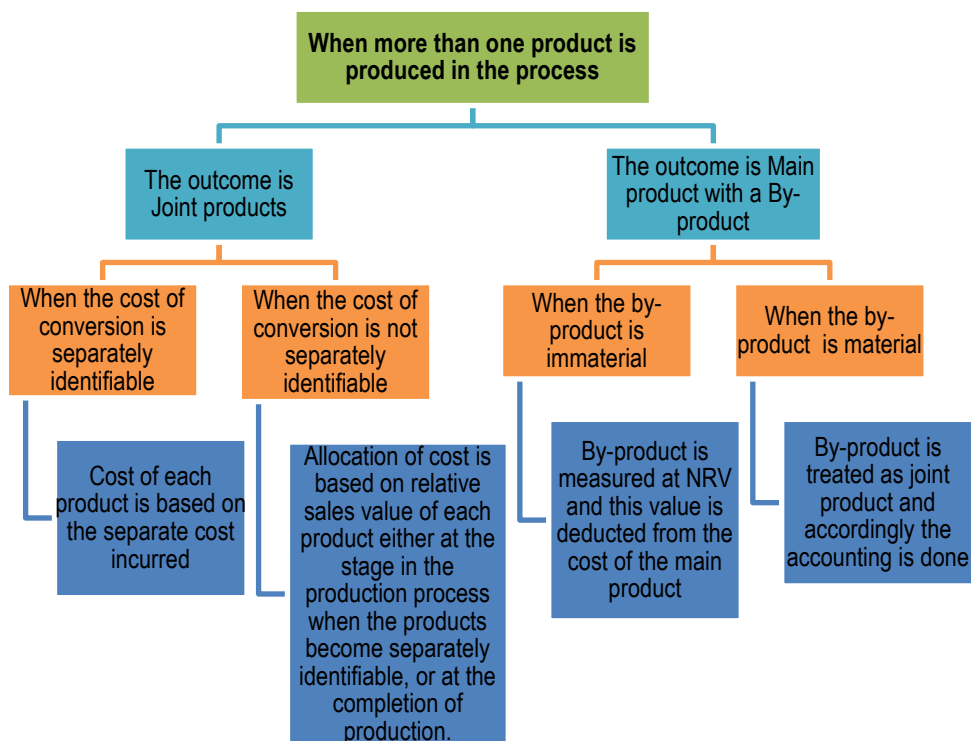 When more than one product is
produced in the process
The outcome is
Joint products
The outcome is Main
product with a By-
product
When the cost of
conversion is
separately
identifiable
When the cost of
conversion is not
separately
identifiable
When the by-
product is
immaterial
When the by-
product is material
Cost of each
product is based on
the separate cost
incurred
Allocation of cost is
based on relative
sales value of each
product either at the
stage in the
production process
when the products
become separately
identifiable, or at the
completion of
production.
By-product is
measured at NRV
and this value is
deducted from the
cost of the main
product
By-product is
treated as joint
product and
accordingly the
accounting is done